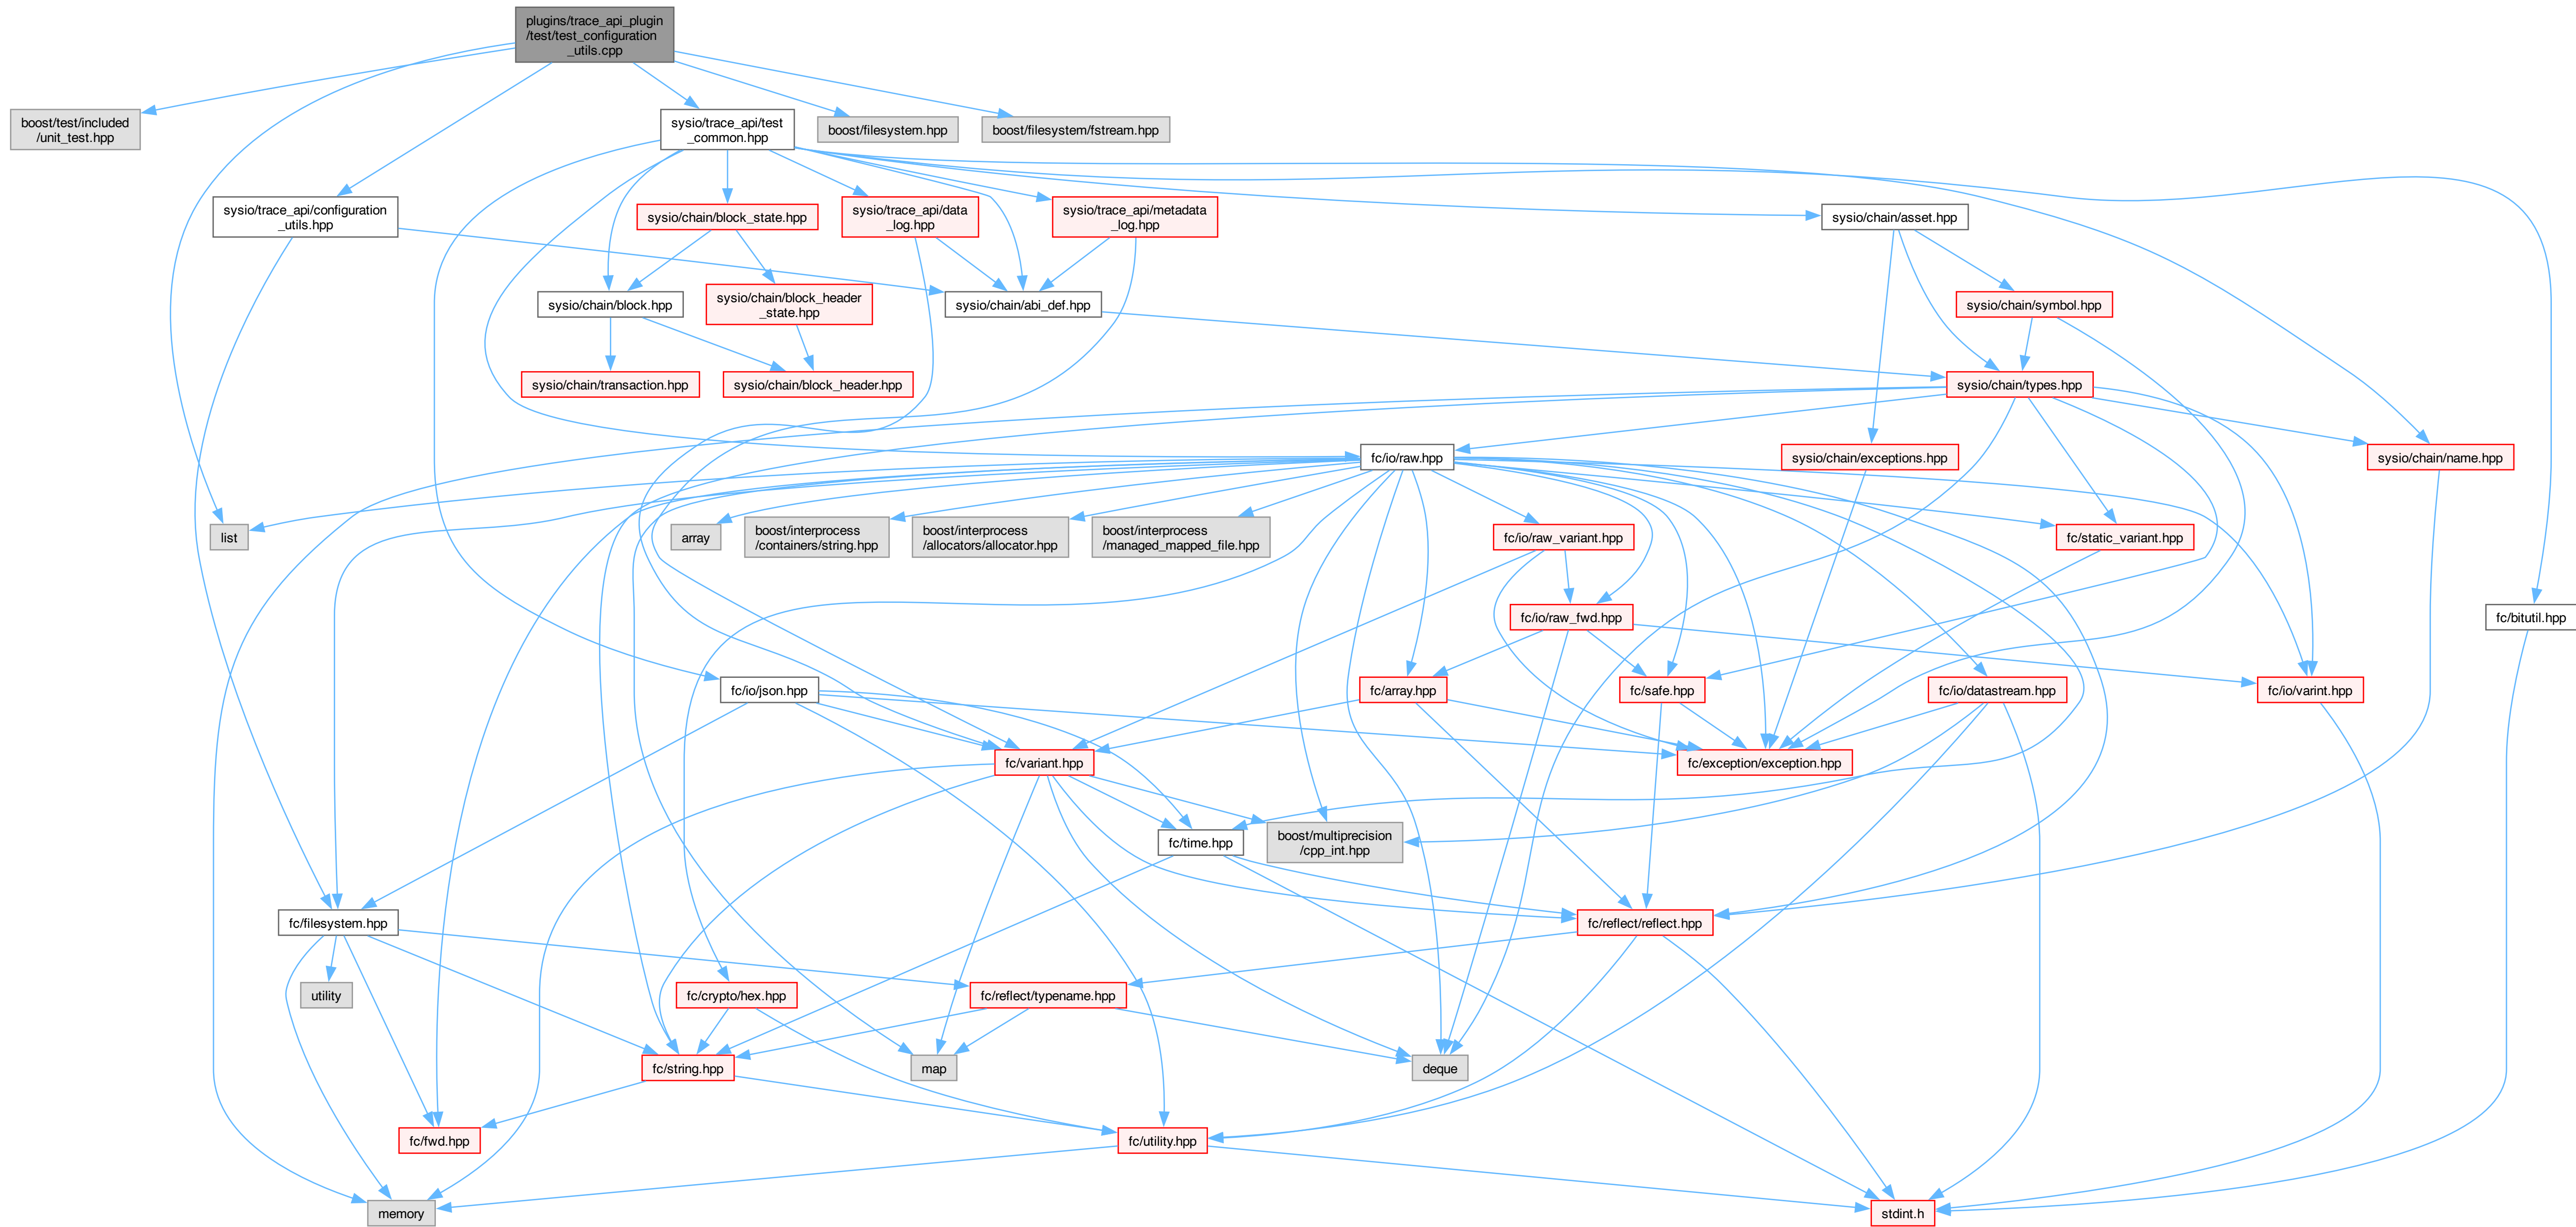 plugins/trace_api_plugin
/test/test_configuration
_utils.cpp
boost/test/included
/unit_test.hpp
sysio/trace_api/test
_common.hpp
boost/filesystem.hpp
boost/filesystem/fstream.hpp
sysio/trace_api/configuration
_utils.hpp
sysio/chain/block_state.hpp
sysio/trace_api/data
_log.hpp
sysio/trace_api/metadata
_log.hpp
sysio/chain/asset.hpp
sysio/chain/block.hpp
sysio/chain/block_header
_state.hpp
sysio/chain/abi_def.hpp
sysio/chain/symbol.hpp
sysio/chain/transaction.hpp
sysio/chain/block_header.hpp
sysio/chain/types.hpp
fc/io/raw.hpp
sysio/chain/exceptions.hpp
sysio/chain/name.hpp
list
array
boost/interprocess
/containers/string.hpp
boost/interprocess
/allocators/allocator.hpp
boost/interprocess
/managed_mapped_file.hpp
fc/io/raw_variant.hpp
fc/static_variant.hpp
fc/io/raw_fwd.hpp
fc/bitutil.hpp
fc/io/json.hpp
fc/array.hpp
fc/safe.hpp
fc/io/datastream.hpp
fc/io/varint.hpp
fc/variant.hpp
fc/exception/exception.hpp
fc/time.hpp
boost/multiprecision
/cpp_int.hpp
fc/filesystem.hpp
fc/reflect/reflect.hpp
utility
fc/crypto/hex.hpp
fc/reflect/typename.hpp
fc/string.hpp
map
deque
fc/fwd.hpp
fc/utility.hpp
memory
stdint.h